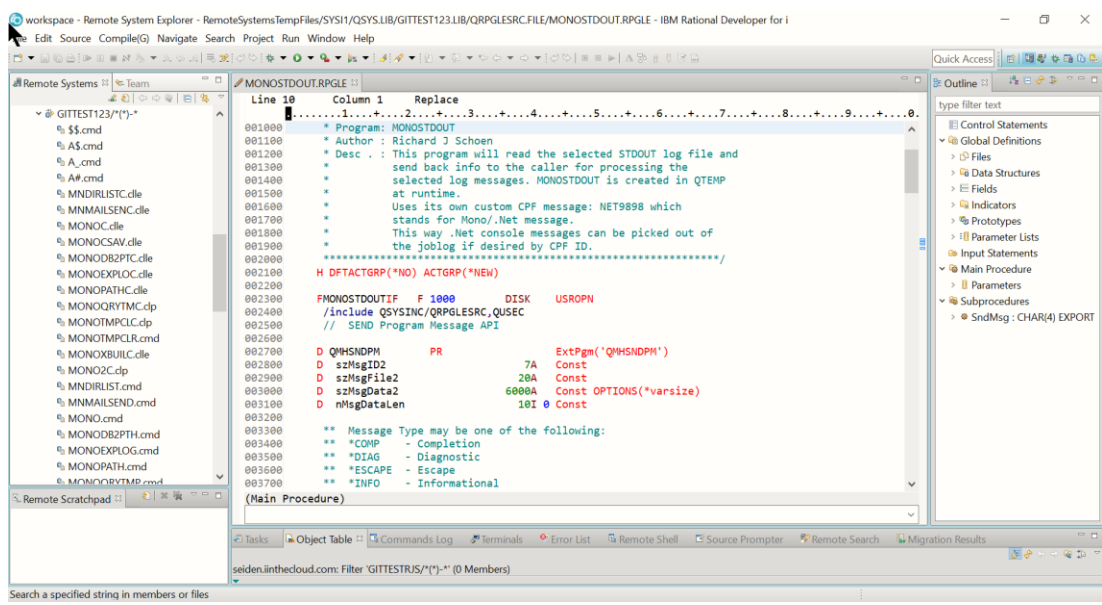 workspace - Remote System Explorer - RemoteSystemsTempFiles/SYSI1/QSYS.LIB/GITTEST123.LIB/QRPGLESRC.FILE/MONOSTDOUT.RPGLE - IBM Rational Developer for i
Edit Source Compile(G) Navigate Search Project Run Window Help
Quick Access
Remote Systems Team
GITTEST123/*(*)-*
$$.cmd
A$.cmd
A_.cmd
A#.cmd
MNDIRLISTC.clle
MNMAILSENC.clle
MONOC.clle
MONOCSAV.clle
MONODB2PTC.clle
MONOEXPLOC.clle
MONOPATHC.clle
MONOQRYTMC.clp
MONOTMPCLC.clp
MONOTMPCLR.cmd
MONOXBUILC.clle
MONO2C.clp
MNDIRLIST.cmd
MNMAILSEND.cmd
MONO.cmd
MONODB2PTH.cmd
MONOEXPLOG.cmd
MONOPATH.cmd
MONOQRYTMP.cmd
Remote Scratchpad
MONOSTDOUT.RPGLE
Line 10 Column 1 Replace
.........1....+....2....+....3....+....4....+....5....+....6....+....7....+....8....+....9....+....0.
001000 * Program: MONOSTDOUT
001100 * Author : Richard J Schoen
001200 * Desc . : This program will read the selected STDOUT log file and
001300 * send back info to the caller for processing the
001400 * selected log messages. MONOSTDOUT is created in QTEMP
001500 * at runtime.
001600 * Uses its own custom CPF message: NET9898 which
001700 * stands for Mono/.Net message.
001800 * This way .Net console messages can be picked out of
001900 * the joblog if desired by CPF ID.
002000 *************************************************************/
002100 H DFTACTGRP(*NO) ACTGRP(*NEW)
002200
002300 FMONOSTDOUTIF F 1000 DISK USROPN
002400 /include QSYSINC/QRPGLESRC,QUSEC
002500 // SEND Program Message API
002600
002700 D QMHSNDPM PR ExtPgm('QMHSNDPM')
002800 D szMsgID2 7A Const
002900 D szMsgFile2 20A Const
003000 D szMsgData2 6000A Const OPTIONS(*varsize)
003100 D nMsgDataLen 10I 0 Const
003200
003300 ** Message Type may be one of the following:
003400 ** *COMP - Completion
003500 ** *DIAG - Diagnostic
003600 ** *ESCAPE - Escape
003700 ** *INFO - Informational
(Main Procedure)
Outline
type filter text
Control Statements
Global Definitions
Files
Data Structures
Fields
Indicators
Prototypes
Parameter Lists
Input Statements
Main Procedure
Parameters
Subprocedures
SndMsg : CHAR(4) EXPORT
Tasks Object Table Commands Log Terminals Error List Remote Shell Source Prompter Remote Search Migration Results
seiden.iinthecloud.com: Filter 'GITTESTRJS/*(*)-*' (0 Members)
Search a specified string in members or files